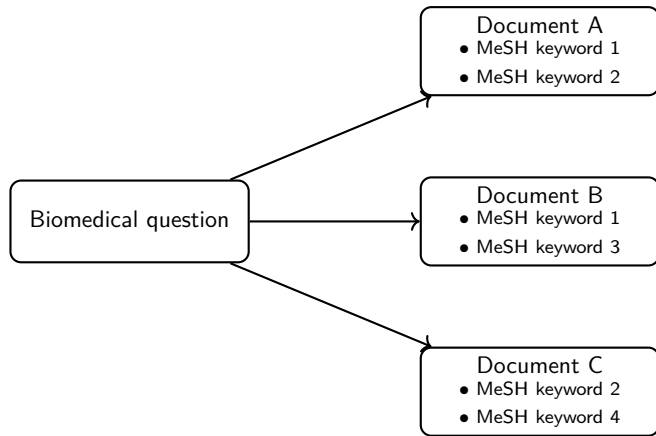 Document A
• MeSH keyword 1
• MeSH keyword 2
Biomedical question
Document B
• MeSH keyword 1
• MeSH keyword 3
Document C
• MeSH keyword 2
• MeSH keyword 4